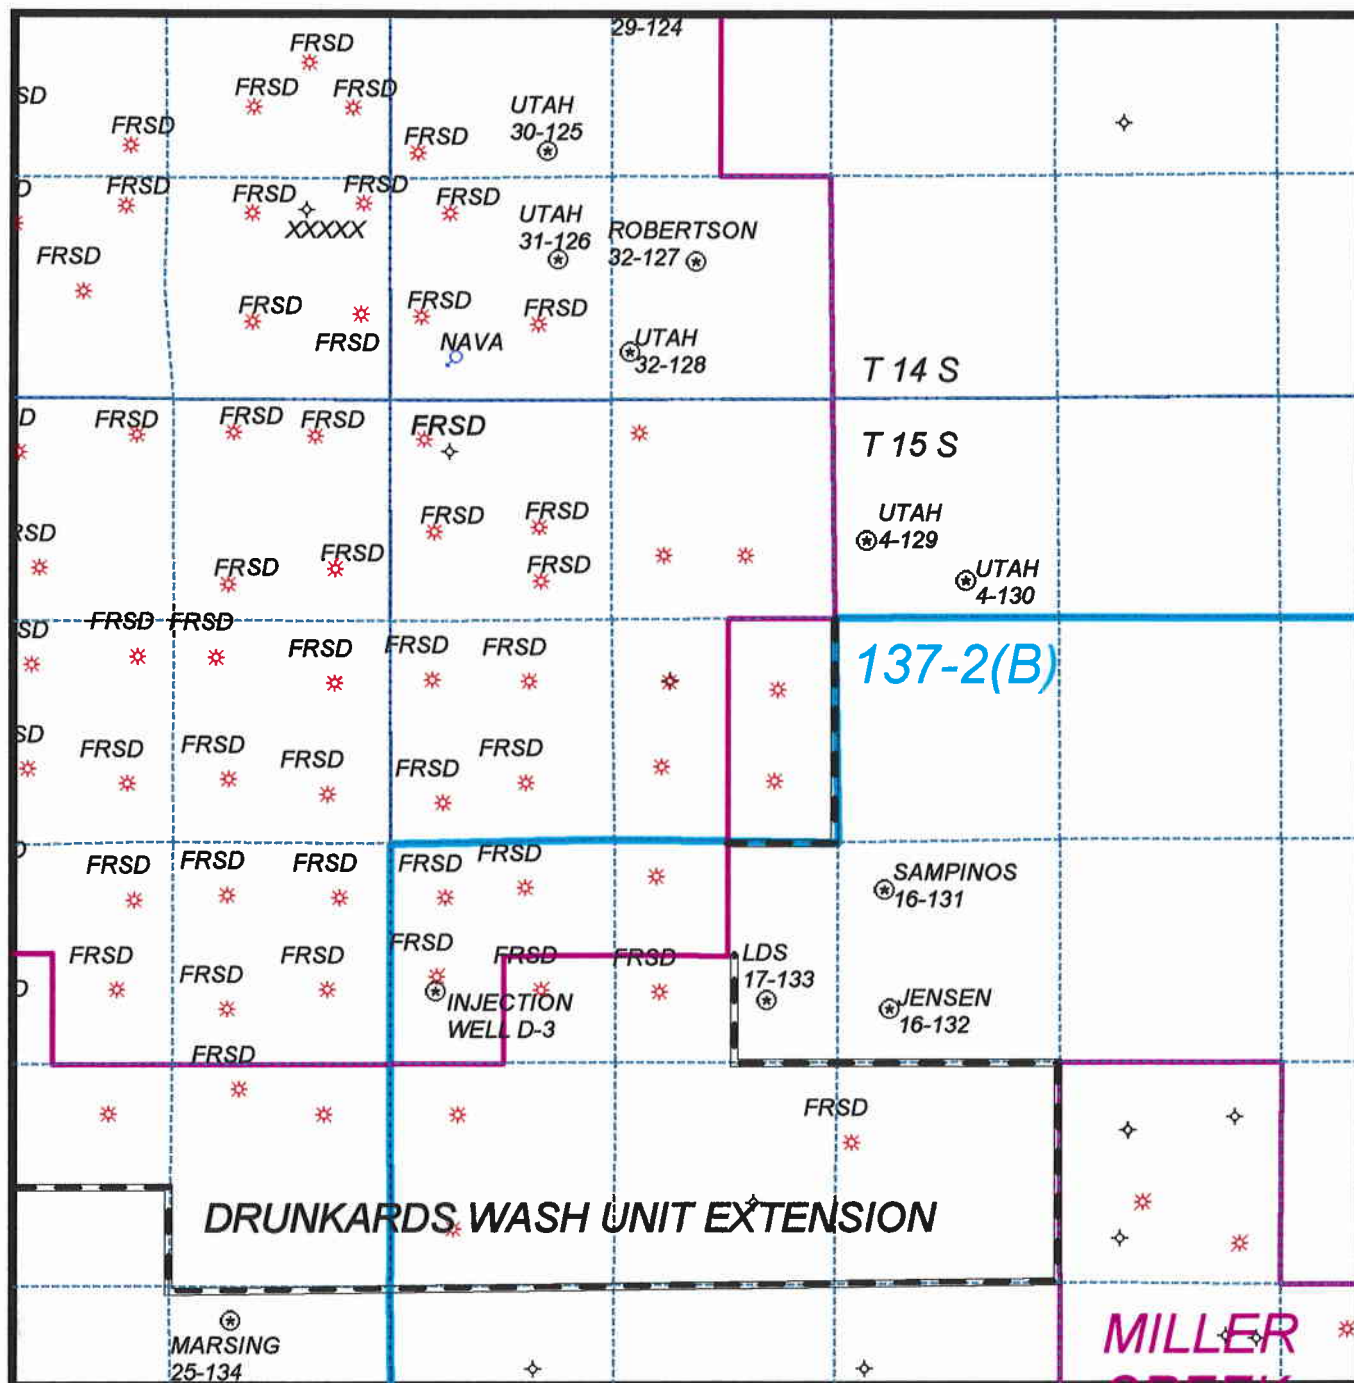 29-124
FRSD
FRSD
FRSD
SD
UTAH
30-125
FRSD
FRSD
D
FRSD
FRSD
FRSD
FRSD
XXXXX
UTAH
31-126
ROBERTSON
32-127
FRSD
FRSD
FRSD
FRSD
FRSD
NAVA
UTAH
32-128
T 14 S
D
FRSD
FRSD
FRSD
FRSD
T 15 S
UTAH
4-129
RSD
FRSD
FRSD
FRSD
FRSD
FRSD
UTAH
4-130
SD
FRSD
FRSD
FRSD
FRSD
FRSD
137-2(B)
SD
FRSD
FRSD
FRSD
FRSD
FRSD
FRSD
FRSD
FRSD
FRSD
FRSD
SAMPINOS
16-131
FRSD
FRSD
FRSD
FRSD
FRSD
FRSD
LDS
17-133
D
INJECTION
WELL D-3
JENSEN
16-132
FRSD
FRSD
DRUNKARDS WASH UNIT EXTENSION
MARSING
25-134
MILLER